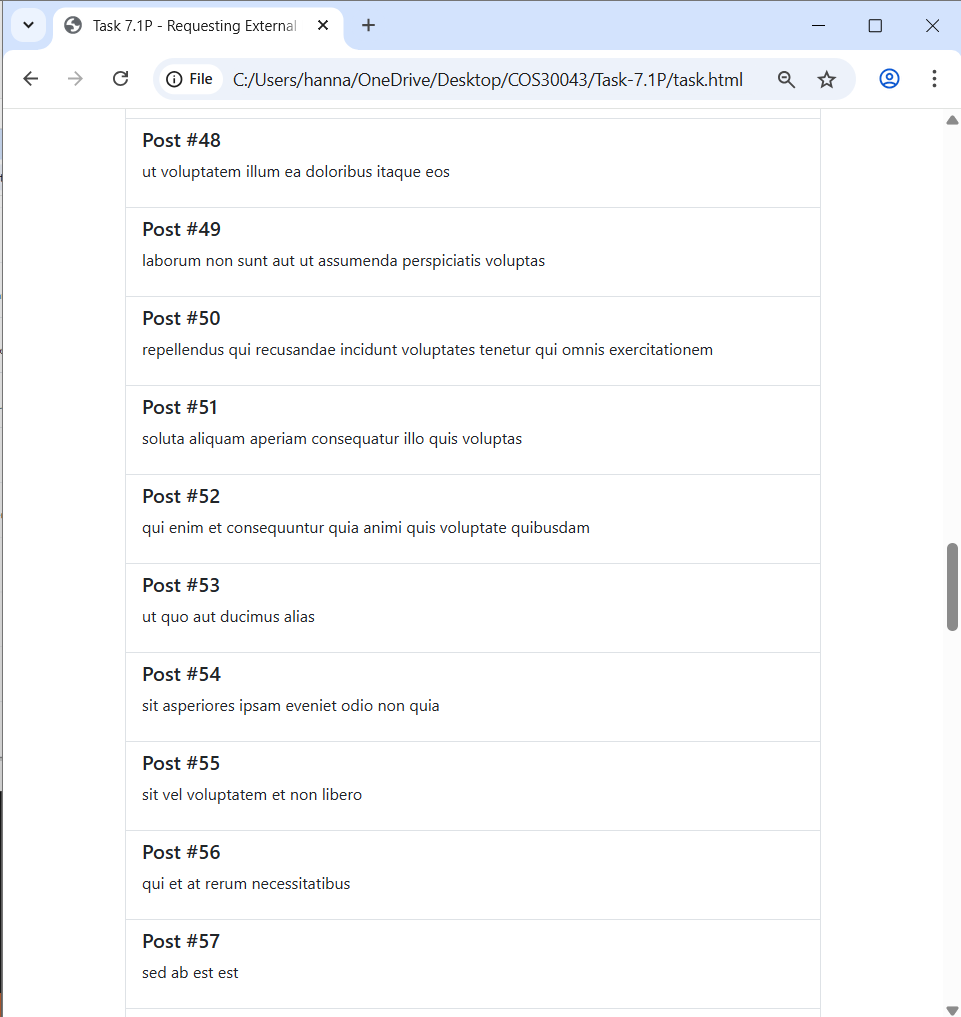 Task 7.1P - Requesting External
File C:/Users/hanna/OneDrive/Desktop/COS30043/Task-7.1P/task.html
Post #48
ut voluptatem illum ea doloribus itaque eos
Post #49
laborum non sunt aut ut assumenda perspiciatis voluptas
Post #50
repellendus qui recusandae incidunt voluptates tenetur qui omnis exercitationem
Post #51
soluta aliquam aperiam consequatur illo quis voluptas
Post #52
qui enim et consequuntur quia animi quis voluptate quibusdam
Post #53
ut quo aut ducimus alias
Post #54
sit asperiores ipsam eveniet odio non quia
Post #55
sit vel voluptatem et non libero
Post #56
qui et at rerum necessitatibus
Post #57
sed ab est est